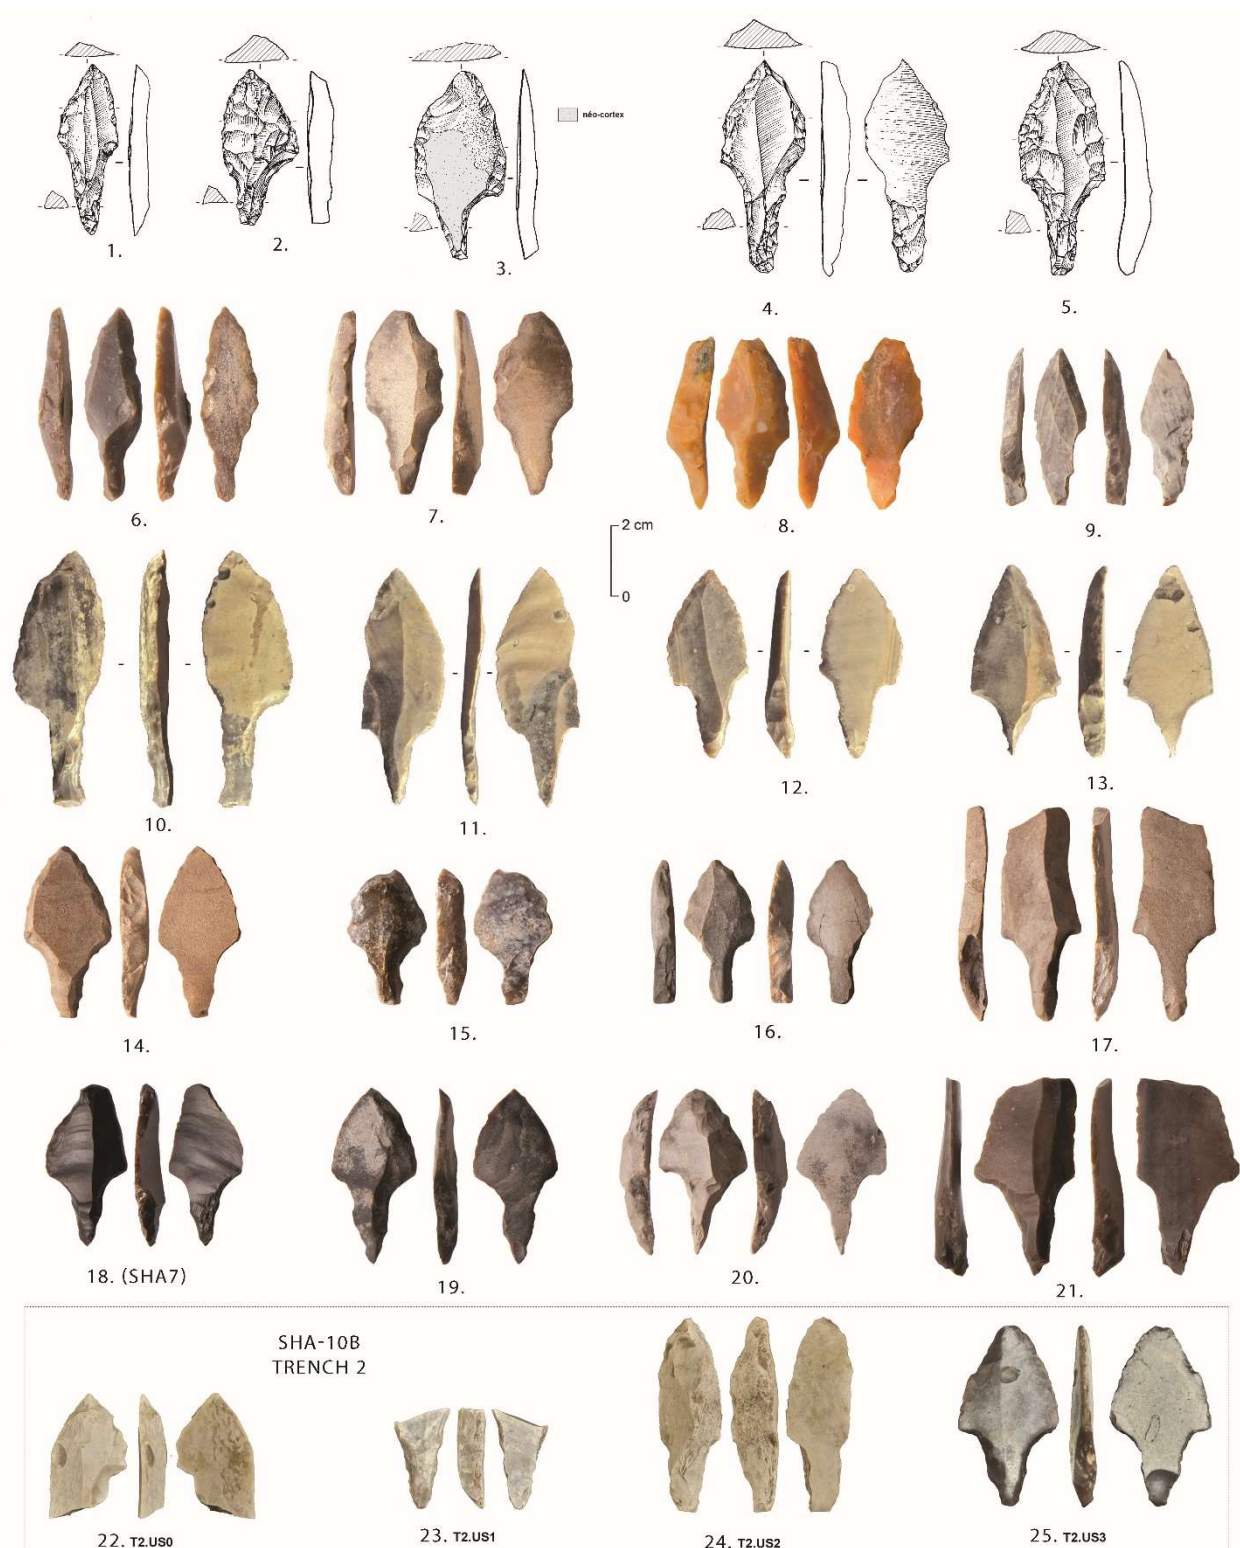 néo-cortex
1.
2.
3.
4.
5.
6.
7.
8.
9.
2 cm
0
10.
11.
12.
13.
14.
15.
16.
17.
18. (SHA7)
19.
20.
21.
SHA-10B
TRENCH 2
22. T2.US0
23. T2.US1
24. T2.US2
25. T2.US3